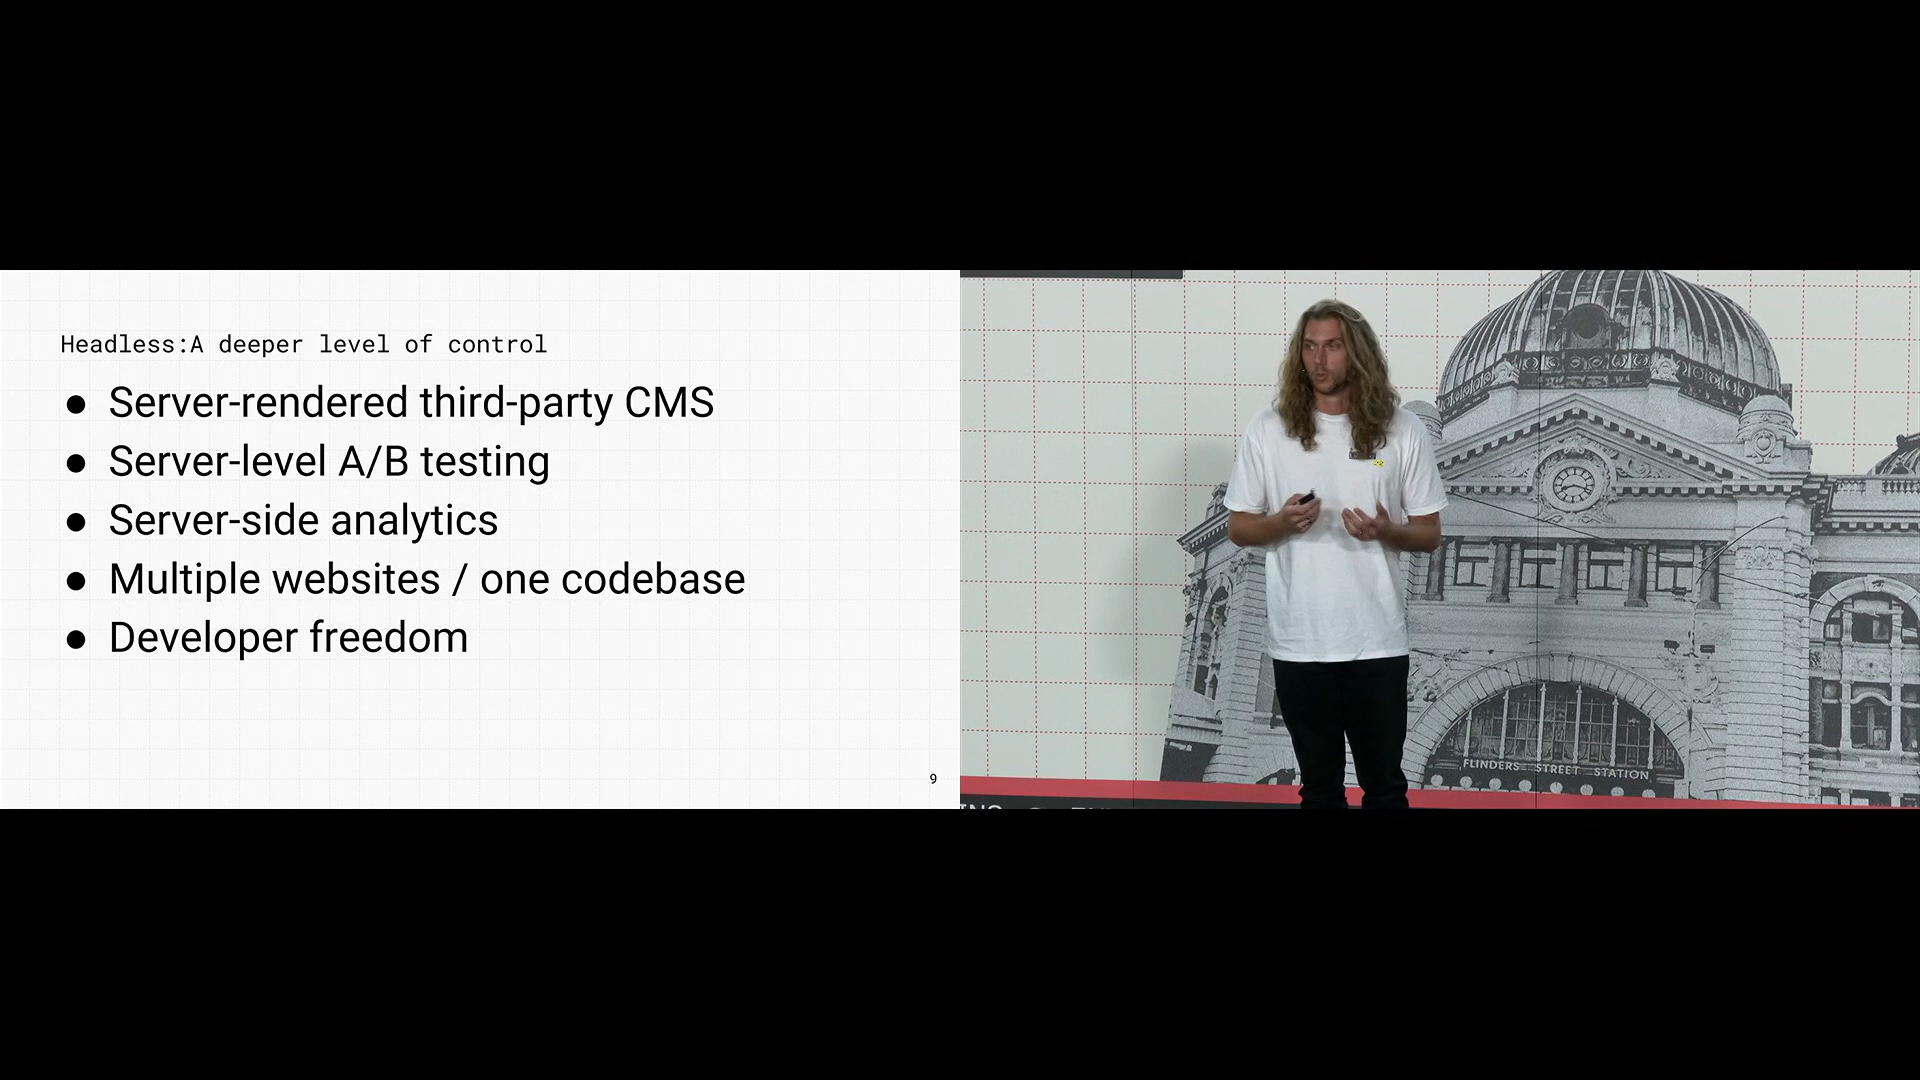 Headless:A deeper level of control
● Server-rendered third-party CMS
● Server-level A/B testing
● Server-side analytics
● Multiple websites / one codebase
● Developer freedom
9
FLINDERS STREET STATION